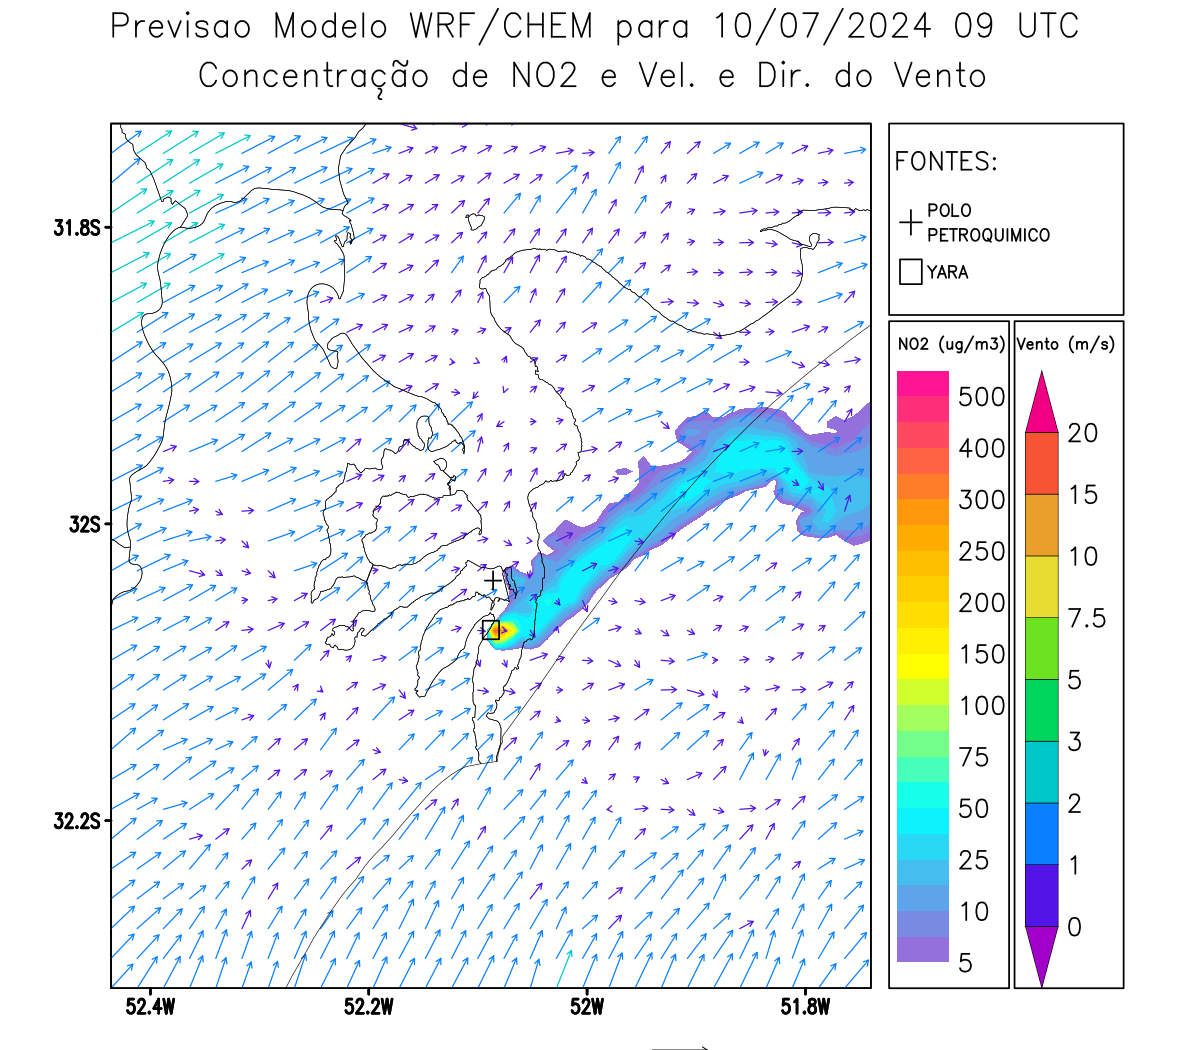 Previsao Modelo WRF/CHEM para 10/07/2024 09 UTC
Concentração de NO2 e Vel. e Dir. do Vento
FONTES:
POLO
PETROQUIMICO
YARA
31.8S
32S
32.2S
52.4W
52.2W
52W
51.8W
NO2 (ug/m3)
500
400
300
250
200
150
100
75
50
25
10
5
Vento (m/s)
20
15
10
7.5
5
3
2
1
0